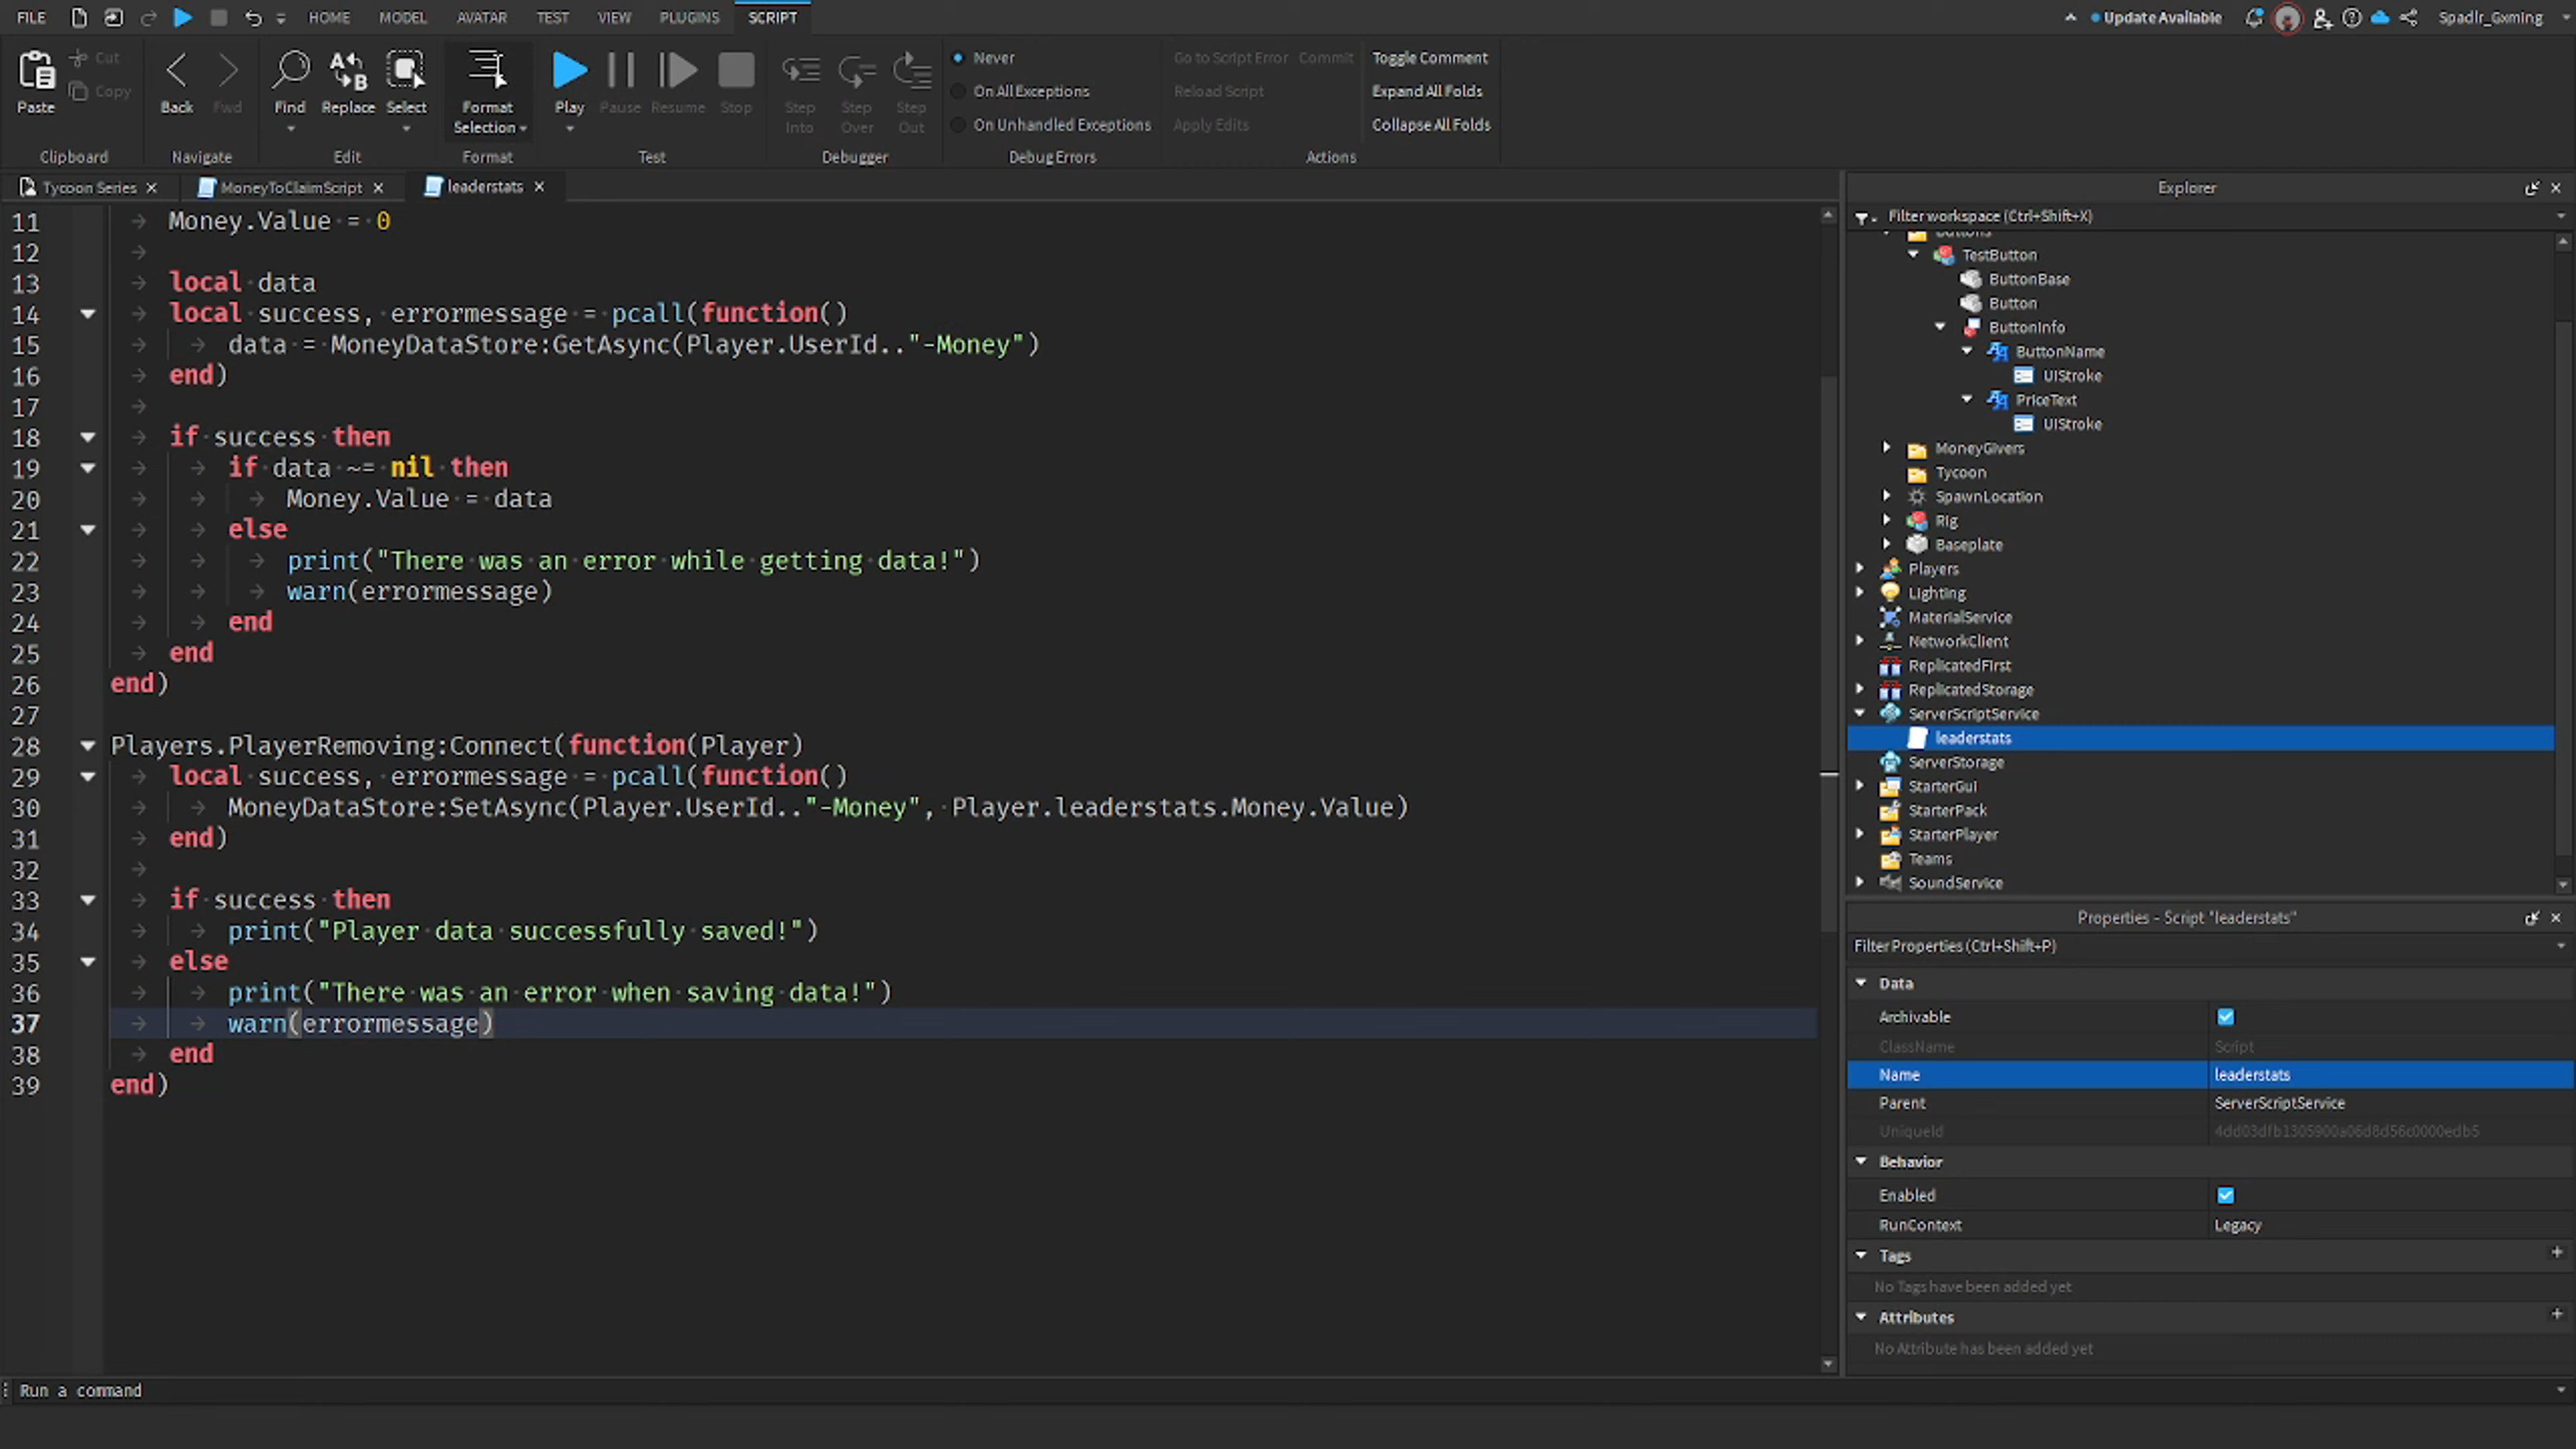 FILE HOME MODEL AVATAR TEST VIEW PLUGINS SCRIPT Update Available Spadlr_Gxming
Paste Cut Copy Back Fwd Find Replace Select Format Selection Play Pause Resume Stop Step Into Step Over Step Out
Never
On All Exceptions
On Unhandled Exceptions
Go to Script Error Commit
Reload Script
Apply Edits
Toggle Comment
Expand All Folds
Collapse All Folds
Clipboard Navigate Edit Format Test Debugger Debug Errors Actions
Tycoon Series MoneyToClaimScript leaderstats
11 Money.Value = 0
12
13 local data
14 local success, errormessage = pcall(function()
15 data = MoneyDataStore:GetAsync(Player.UserId.."-Money")
16 end)
17
18 if success then
19 if data ~= nil then
20 Money.Value = data
21 else
22 print("There was an error while getting data!")
23 warn(errormessage)
24 end
25 end
26 end)
27
28 Players.PlayerRemoving:Connect(function(Player)
29 local success, errormessage = pcall(function()
30 MoneyDataStore:SetAsync(Player.UserId.."-Money", Player.leaderstats.Money.Value)
31 end)
32
33 if success then
34 print("Player data successfully saved!")
35 else
36 print("There was an error when saving data!")
37 warn(errormessage)
38 end
39 end)
Explorer
Filter workspace (Ctrl+Shift+X)
Buttons
TestButton
ButtonBase
Button
ButtonInfo
ButtonName
UIStroke
PriceText
UIStroke
MoneyGivers
Tycoon
SpawnLocation
Rig
Baseplate
Players
Lighting
MaterialService
NetworkClient
ReplicatedFirst
ReplicatedStorage
ServerScriptService
leaderstats
ServerStorage
StarterGui
StarterPack
StarterPlayer
Teams
SoundService
Properties - Script "leaderstats"
Filter Properties (Ctrl+Shift+P)
Data
Archivable
ClassName Script
Name leaderstats
Parent ServerScriptService
UniqueId 4dd03dfb1305900a06d8d56c0000edb5
Behavior
Enabled
RunContext Legacy
Tags
No Tags have been added yet
Attributes
No Attribute has been added yet
Run a command